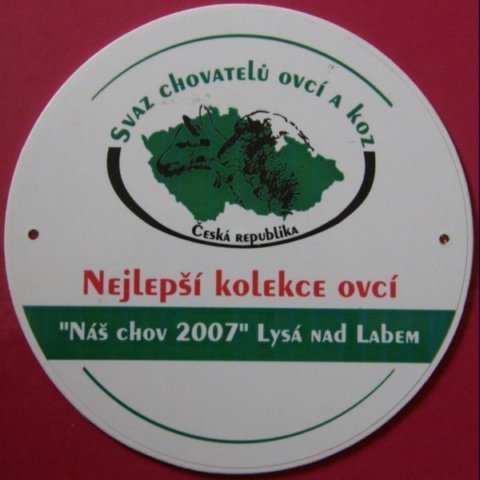 Svaz chovatelů ovcí a koz
Česká republika
Nejlepší kolekce ovcí
"Náš chov 2007" Lysá nad Labem